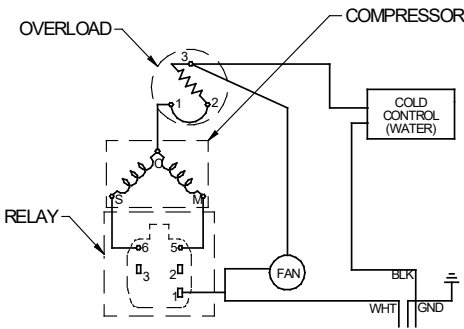 COMPRESSOR
OVERLOAD
3
1
2
COLD
CONTROL
(WATER)
C
S
M
RELAY
6
5
3
2
1
FAN
BLK
WHT
GND